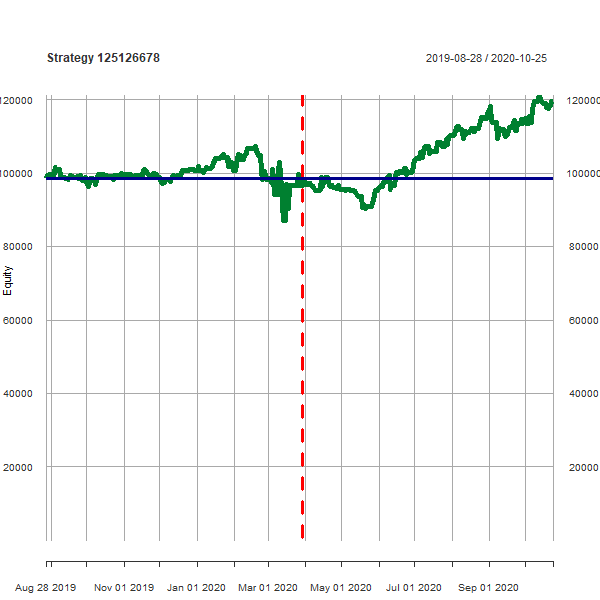 Strategy 125126678 2019-08-28 / 2020-10-25
120000 120000
100000 100000
80000 80000
Equity
60000 60000
40000 40000
20000 20000
Aug 28 2019 Nov 01 2019 Jan 01 2020 Mar 01 2020 May 01 2020 Jul 01 2020 Sep 01 2020